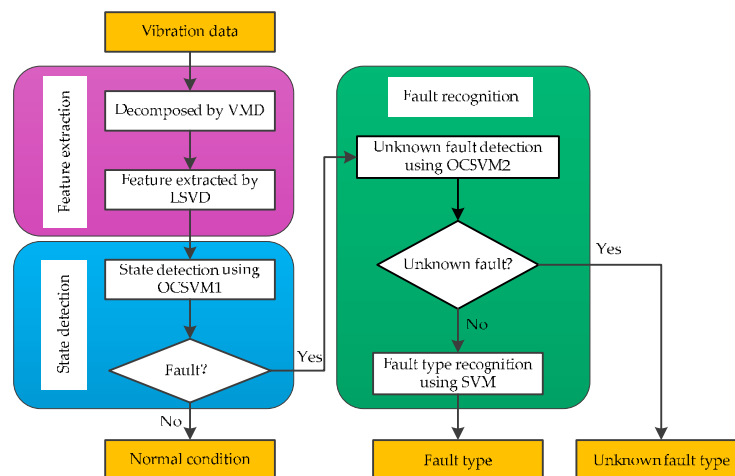 Vibration data
Feature extraction
Decomposed by VMD
Feature extracted by
LSVD
State detection
State detection using
OCSVM1
Fault?
Yes
No
Normal condition
Fault recognition
Unknown fault detection
using OCSVM2
Unknown fault?
Yes
No
Fault type recognition
using SVM
Fault type
Unknown fault type